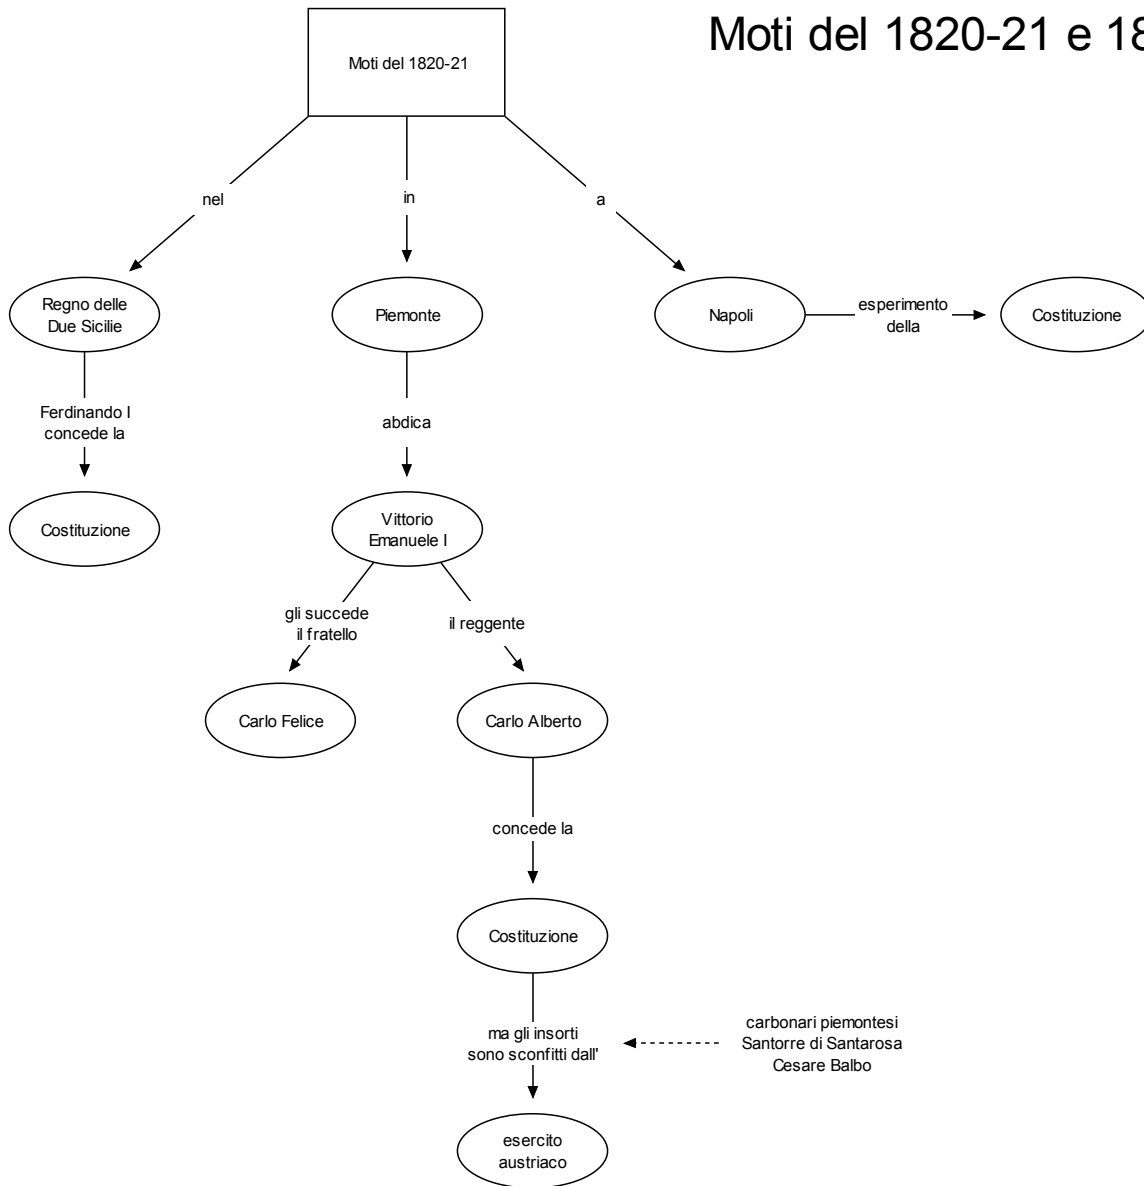 Moti del 1820-21 e 18
Moti del 1820-21
nel
in
a
Regno delle
Due Sicilie
Piemonte
Napoli
esperimento
della
Costituzione
Ferdinando I
concede la
abdica
Costituzione
Vittorio
Emanuele I
gli succede
il fratello
il reggente
Carlo Felice
Carlo Alberto
concede la
Costituzione
ma gli insorti
sono sconfitti dall'
carbonari piemontesi
Santorre di Santarosa
Cesare Balbo
esercito
austriaco